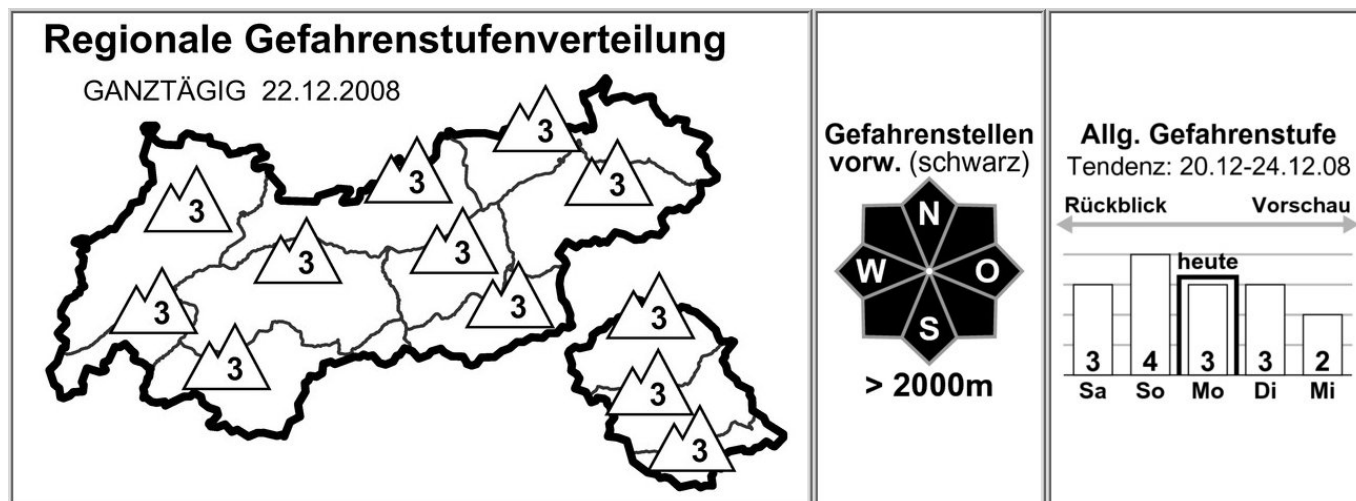 Regionale Gefahrenstufenverteilung
GANZTÄGIG 22.12.2008
3
3
3
3
3
3
3
3
3
3
3
3
Gefahrenstellen
vorw. (schwarz)
N
W O
S
> 2000m
Allg. Gefahrenstufe
Tendenz: 20.12-24.12.08
Rückblick Vorschau
heute
3 4 3 3 2
Sa So Mo Di Mi